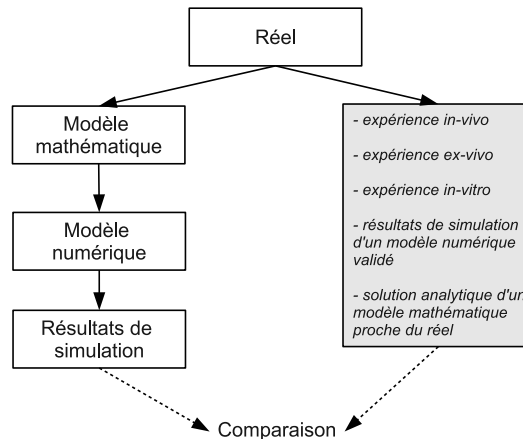 Réel
Modèle
mathématique
Modèle
numérique
Résultats de
simulation
- expérience in-vivo
- expérience ex-vivo
- expérience in-vitro
- résultats de simulation
d'un modèle numérique
validé
- solution analytique d'un
modèle mathématique
proche du réel
Comparaison